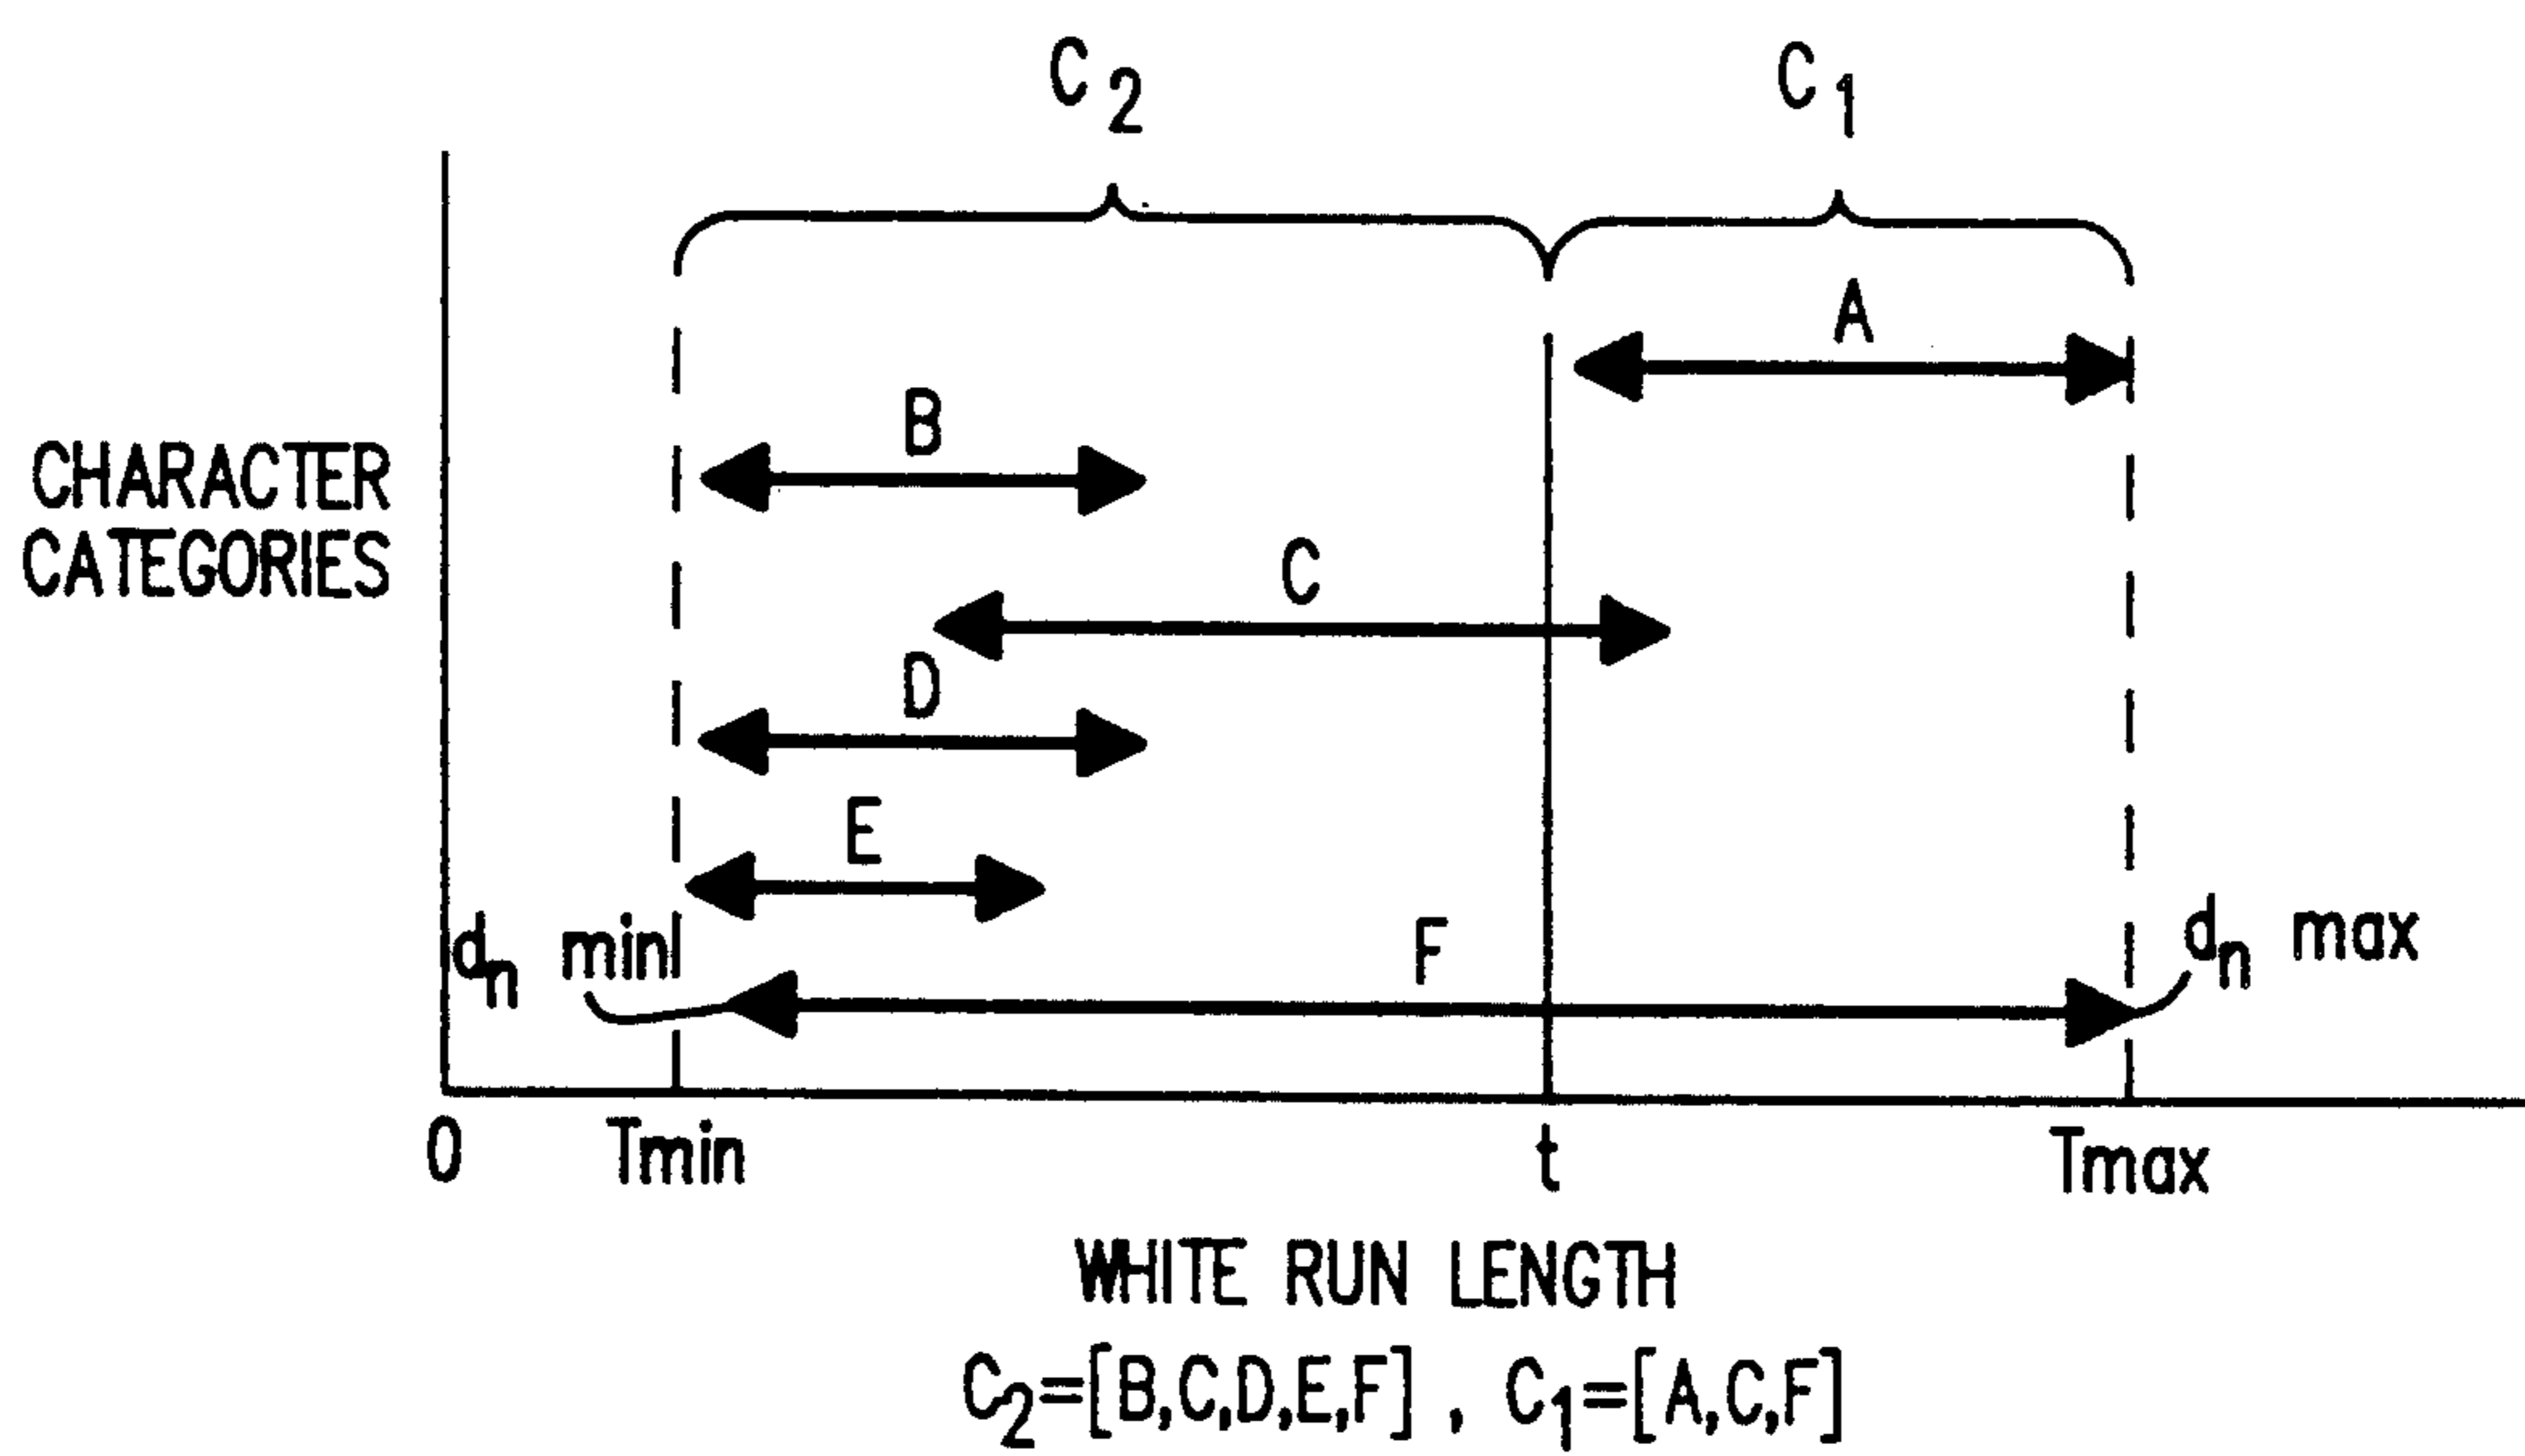 C2 C1
A
B
CHARACTER
CATEGORIES
C
D
E
dn min F dn max
0 Tmin t Tmax
WHITE RUN LENGTH
C2=[B,C,D,E,F] , C1=[A,C,F]